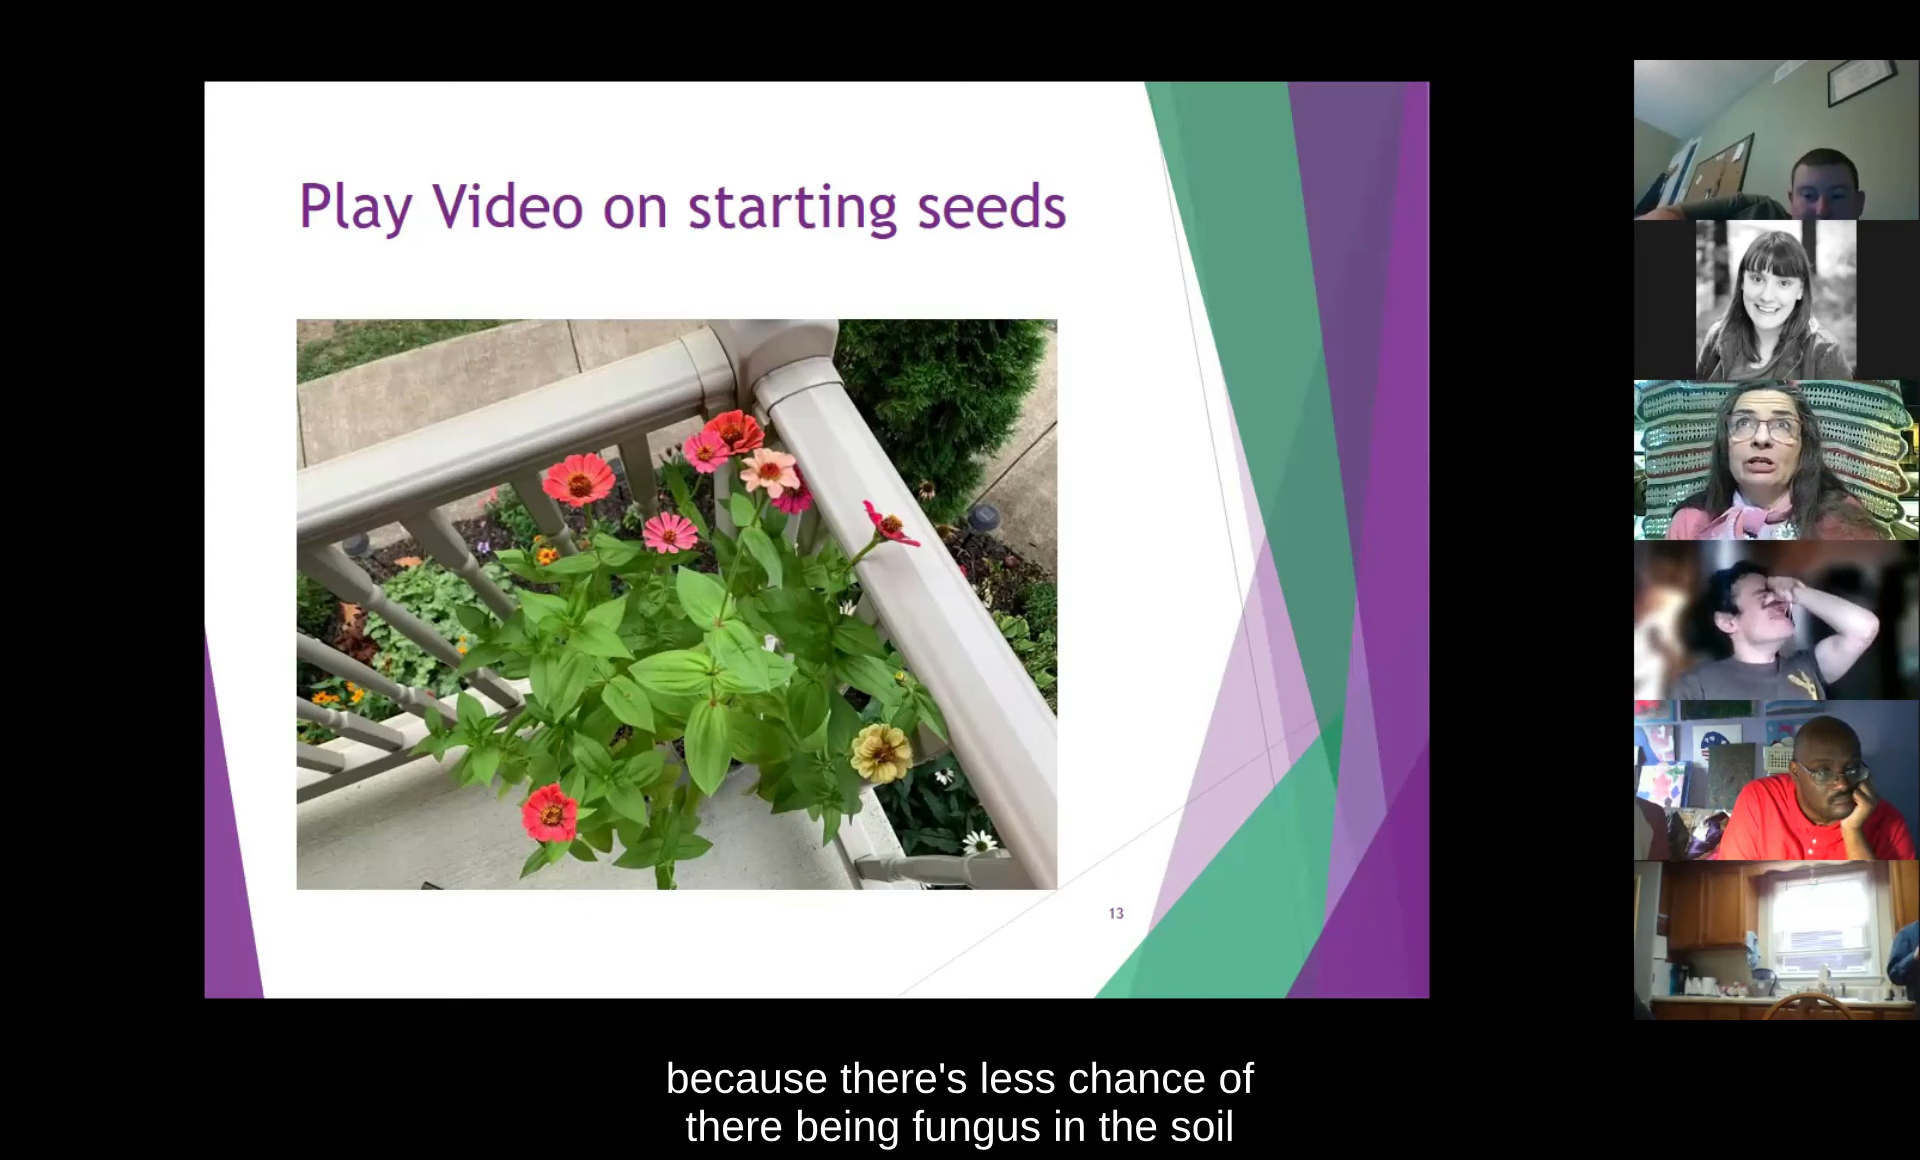 Play Video on starting seeds
13
because there's less chance of
there being fungus in the soil